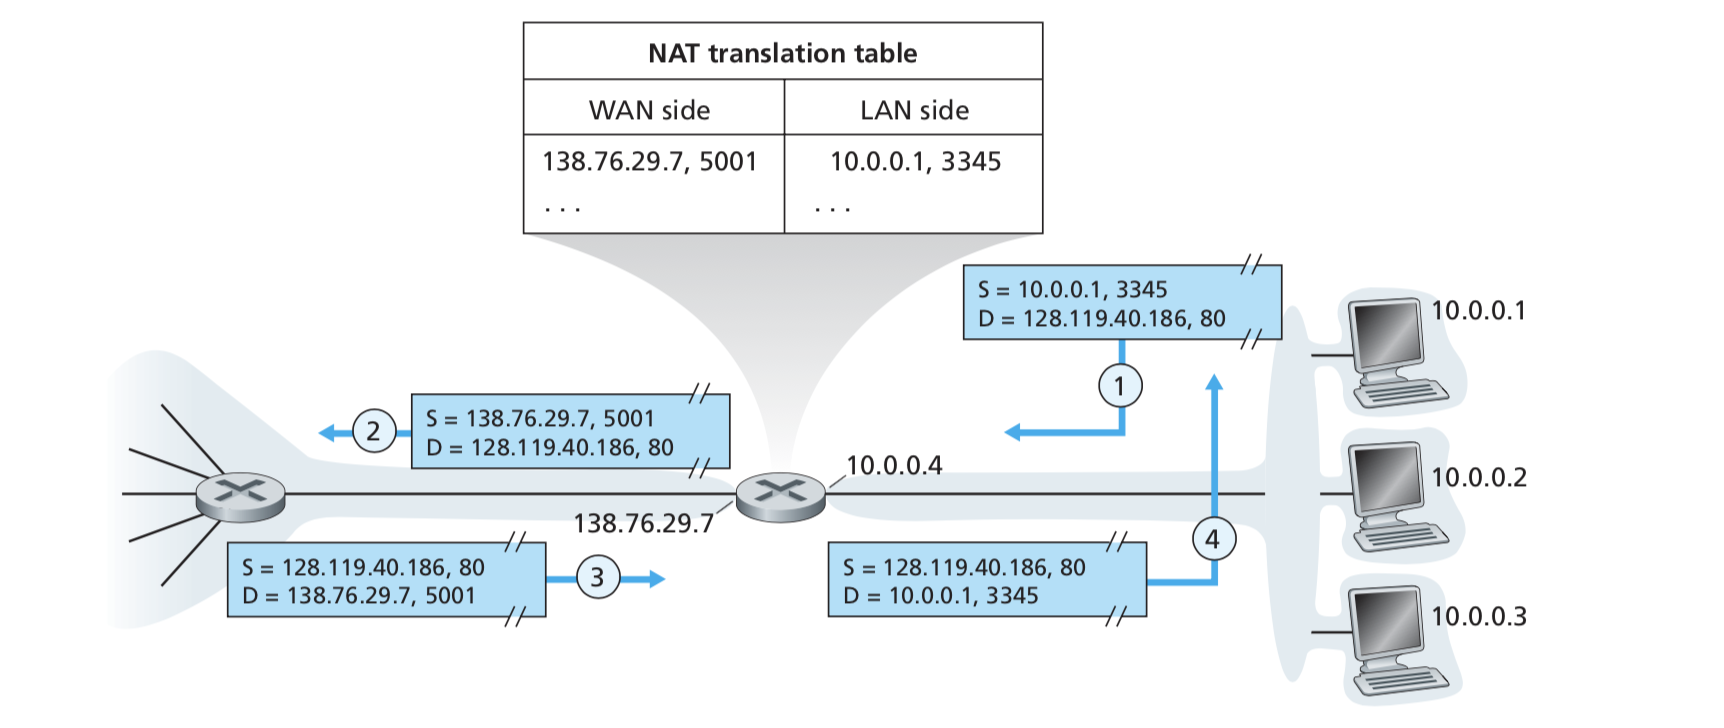 NAT translation table
WAN side LAN side
138.76.29.7, 5001 10.0.0.1, 3345
. . . . . .
S = 10.0.0.1, 3345
D = 128.119.40.186, 80
10.0.0.1
1
S = 138.76.29.7, 5001
D = 128.119.40.186, 80
2
10.0.0.4
10.0.0.2
138.76.29.7
4
S = 128.119.40.186, 80
D = 138.76.29.7, 5001
3
S = 128.119.40.186, 80
D = 10.0.0.1, 3345
10.0.0.3